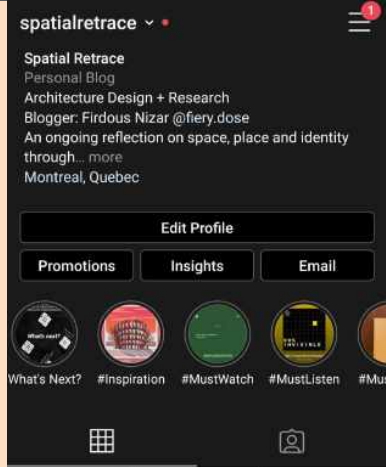 spatialretrace
1
Spatial Retrace
Personal Blog
Architecture Design + Research
Blogger: Firdous Nizar @fiery.dose
An ongoing reflection on space, place and identity
through... more
Montreal, Quebec
Edit Profile
Promotions Insights Email
What's next?
INVISIBLE
What's Next? #Inspiration #MustWatch #MustListen #Mus